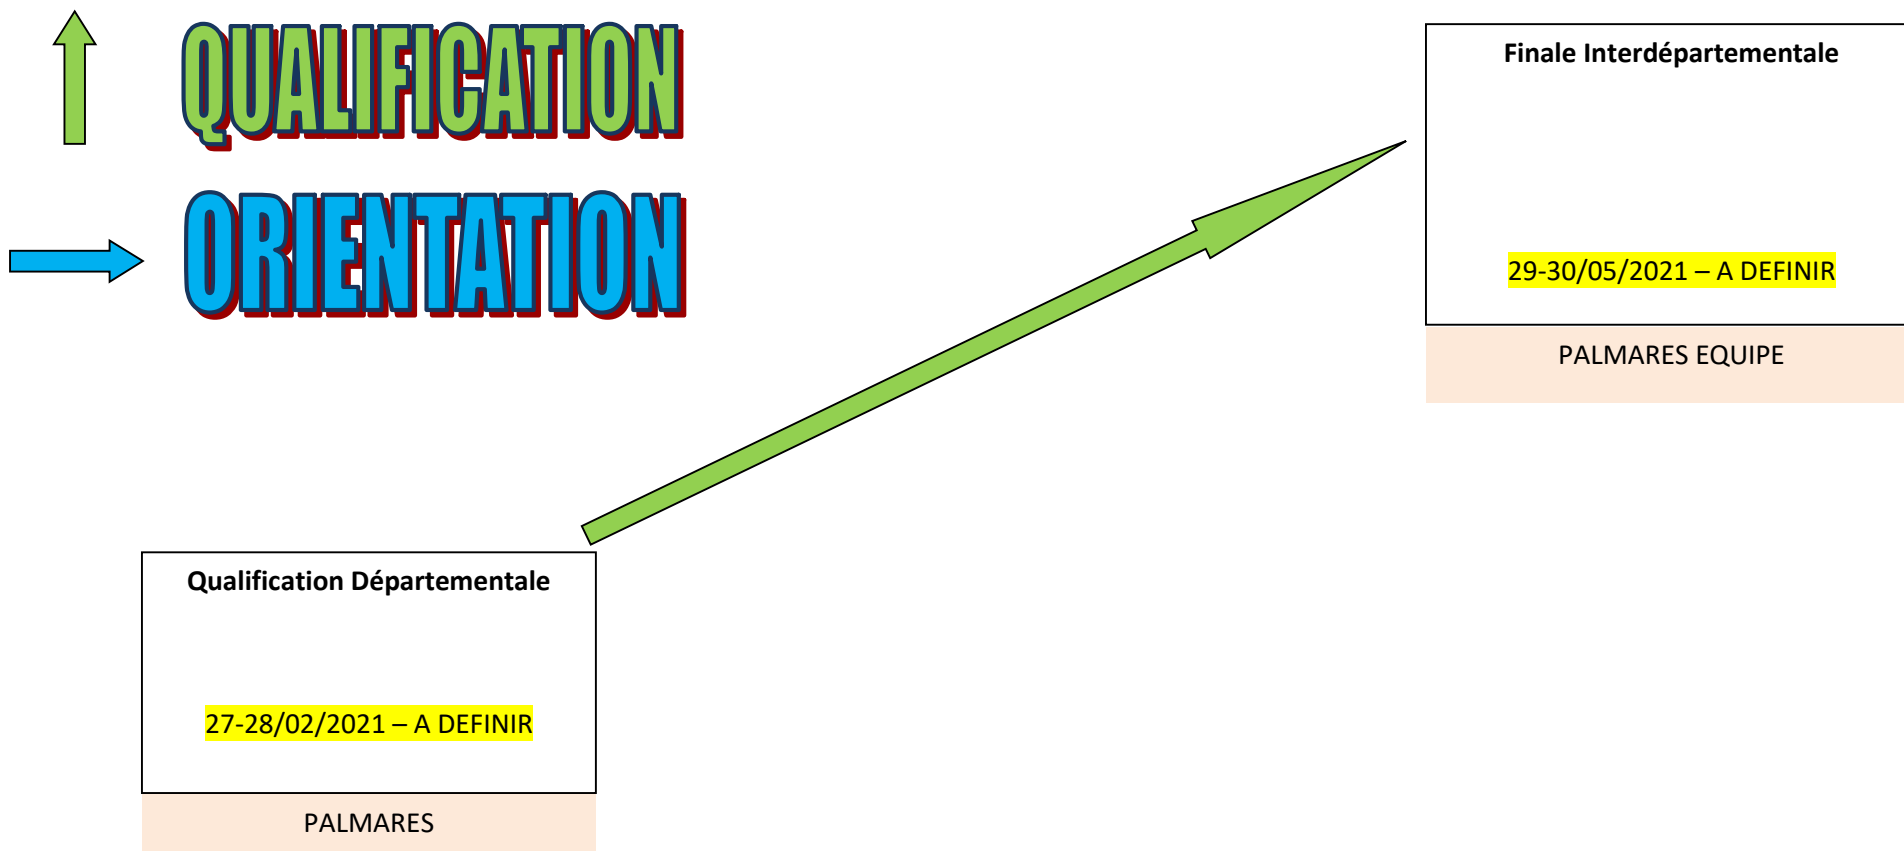 QUALIFICATION
ORIENTATION
Finale Interdépartementale
29-30/05/2021 – A DEFINIR
PALMARES EQUIPE
Qualification Départementale
27-28/02/2021 – A DEFINIR
PALMARES